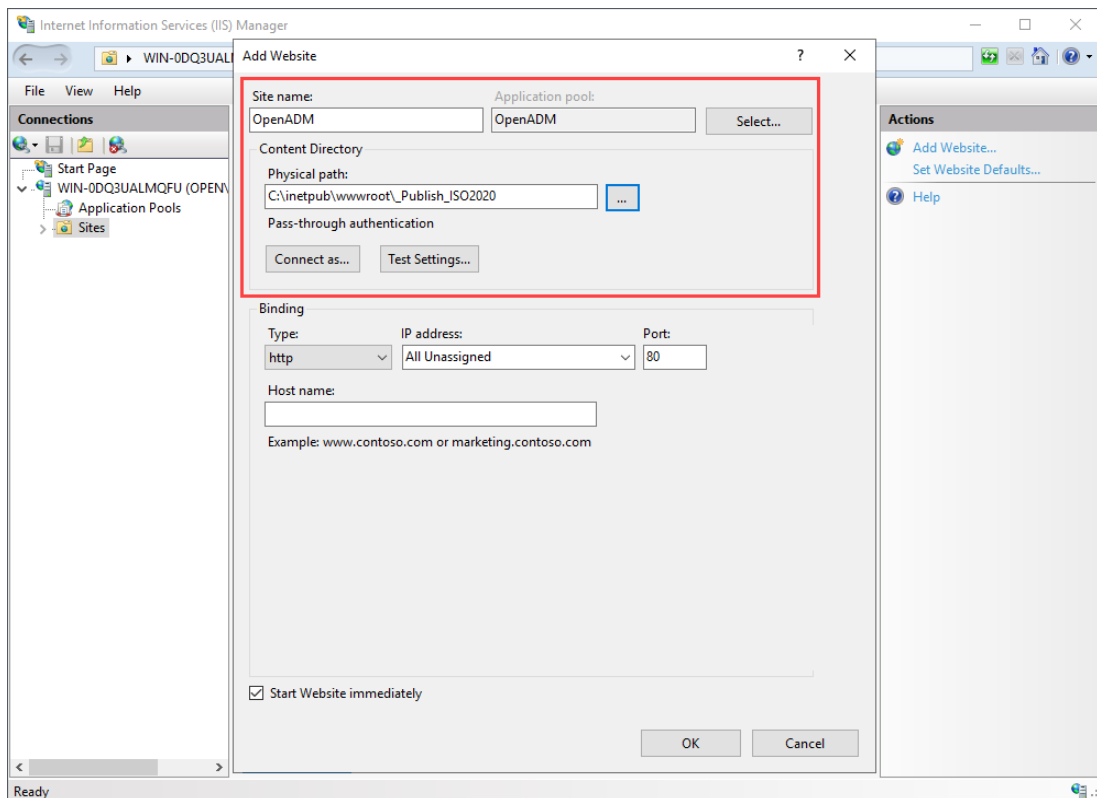 Internet Information Services (IIS) Manager
WIN-0DQ3UALM
File View Help
Connections
Start Page
WIN-0DQ3UALMQFU (OPEN\
Application Pools
Sites
Add Website
?
Site name:
Application pool:
OpenADM
OpenADM
Select...
Content Directory
Physical path:
C:\inetpub\wwwroot\_Publish_ISO2020
...
Pass-through authentication
Connect as...
Test Settings...
Binding
Type:
IP address:
Port:
http
All Unassigned
80
Host name:
Example: www.contoso.com or marketing.contoso.com
Start Website immediately
OK
Cancel
Actions
Add Website...
Set Website Defaults...
Help
Ready